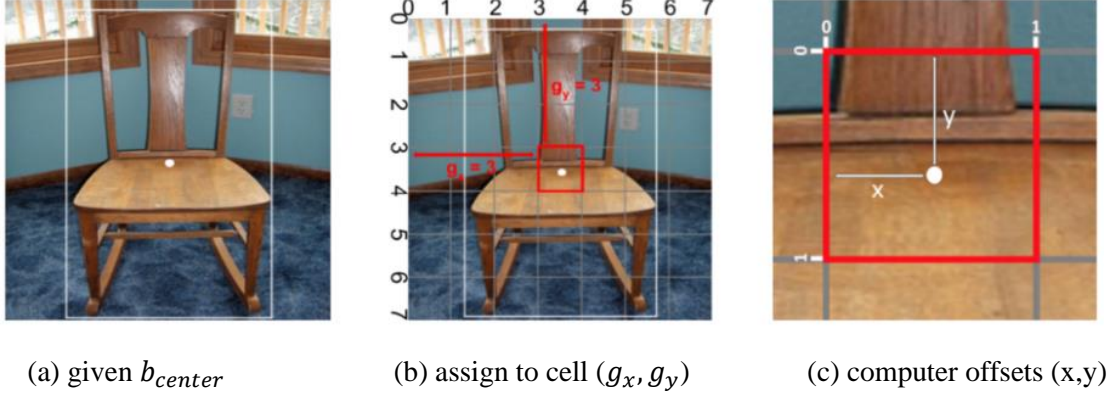 0 1 2 3 4 5 6 7
0
1
2
3
4
5
6
7
g_y = 3
g_x = 3
0 1
0
1
y
x
(a) given b_center
(b) assign to cell (g_x, g_y)
(c) computer offsets (x,y)